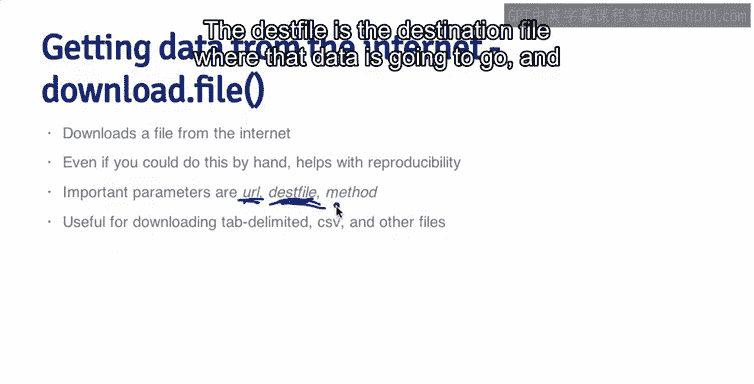 The destfile is the destination file
where that data is going to go, and
Getting data from the internet -
download.file()
· Downloads a file from the internet
· Even if you could do this by hand, helps with reproducibility
· Important parameters are url, destfile, method
· Useful for downloading tab-delimited, csv, and other files